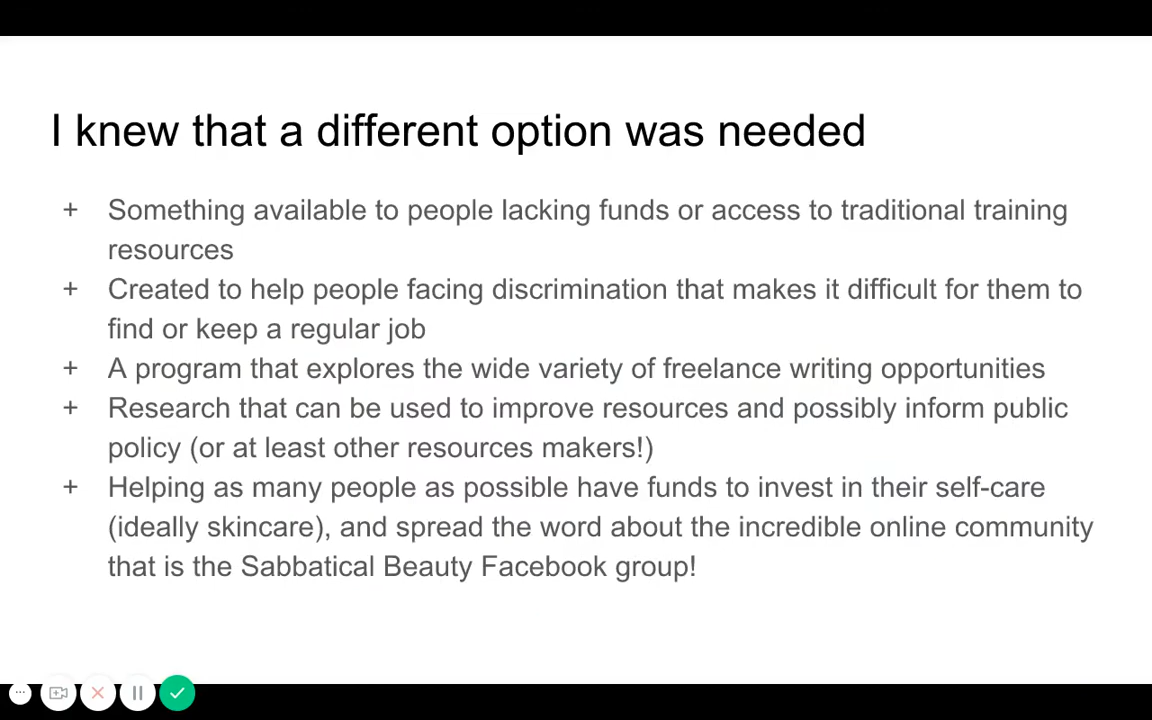 I knew that a different option was needed
+ Something available to people lacking funds or access to traditional training
resources
+ Created to help people facing discrimination that makes it difficult for them to
find or keep a regular job
+ A program that explores the wide variety of freelance writing opportunities
+ Research that can be used to improve resources and possibly inform public
policy (or at least other resources makers!)
+ Helping as many people as possible have funds to invest in their self-care
(ideally skincare), and spread the word about the incredible online community
that is the Sabbatical Beauty Facebook group!